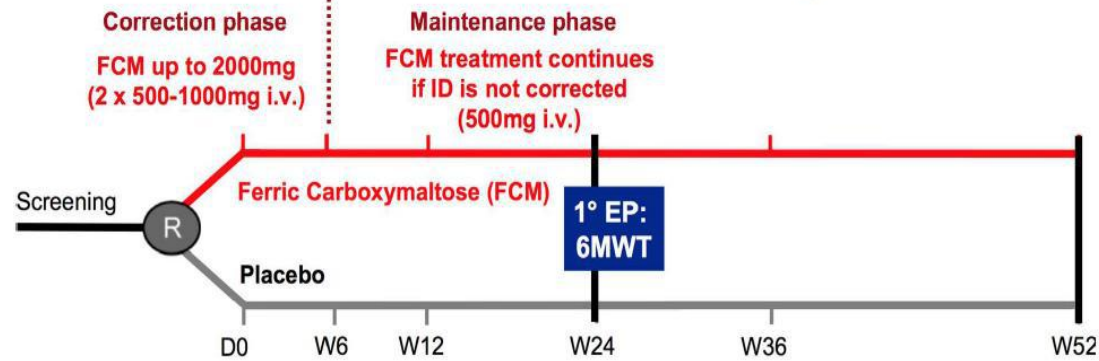 Correction phase
FCM up to 2000mg
(2 x 500-1000mg i.v.)
Maintenance phase
FCM treatment continues
if ID is not corrected
(500mg i.v.)
Screening
R
Ferric Carboxymaltose (FCM)
1° EP:
6MWT
Placebo
D0 W6 W12 W24 W36 W52